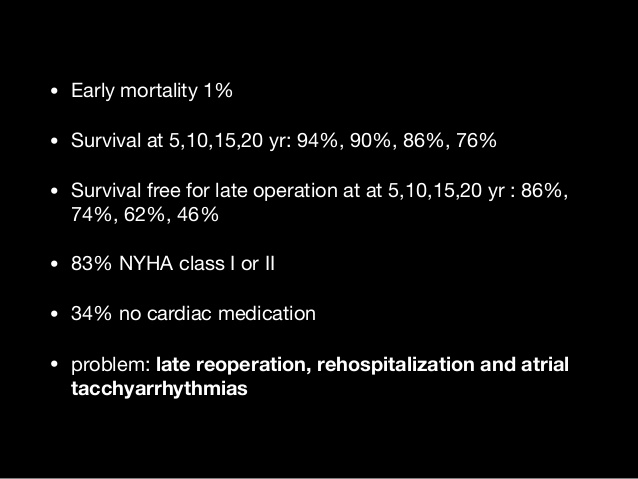 • Early mortality 1%
• Survival at 5,10,15,20 yr: 94%, 90%, 86%, 76%
• Survival free for late operation at at 5,10,15,20 yr : 86%,
74%, 62%, 46%
• 83% NYHA class I or II
• 34% no cardiac medication
• problem: late reoperation, rehospitalization and atrial
tacchyarrhythmias